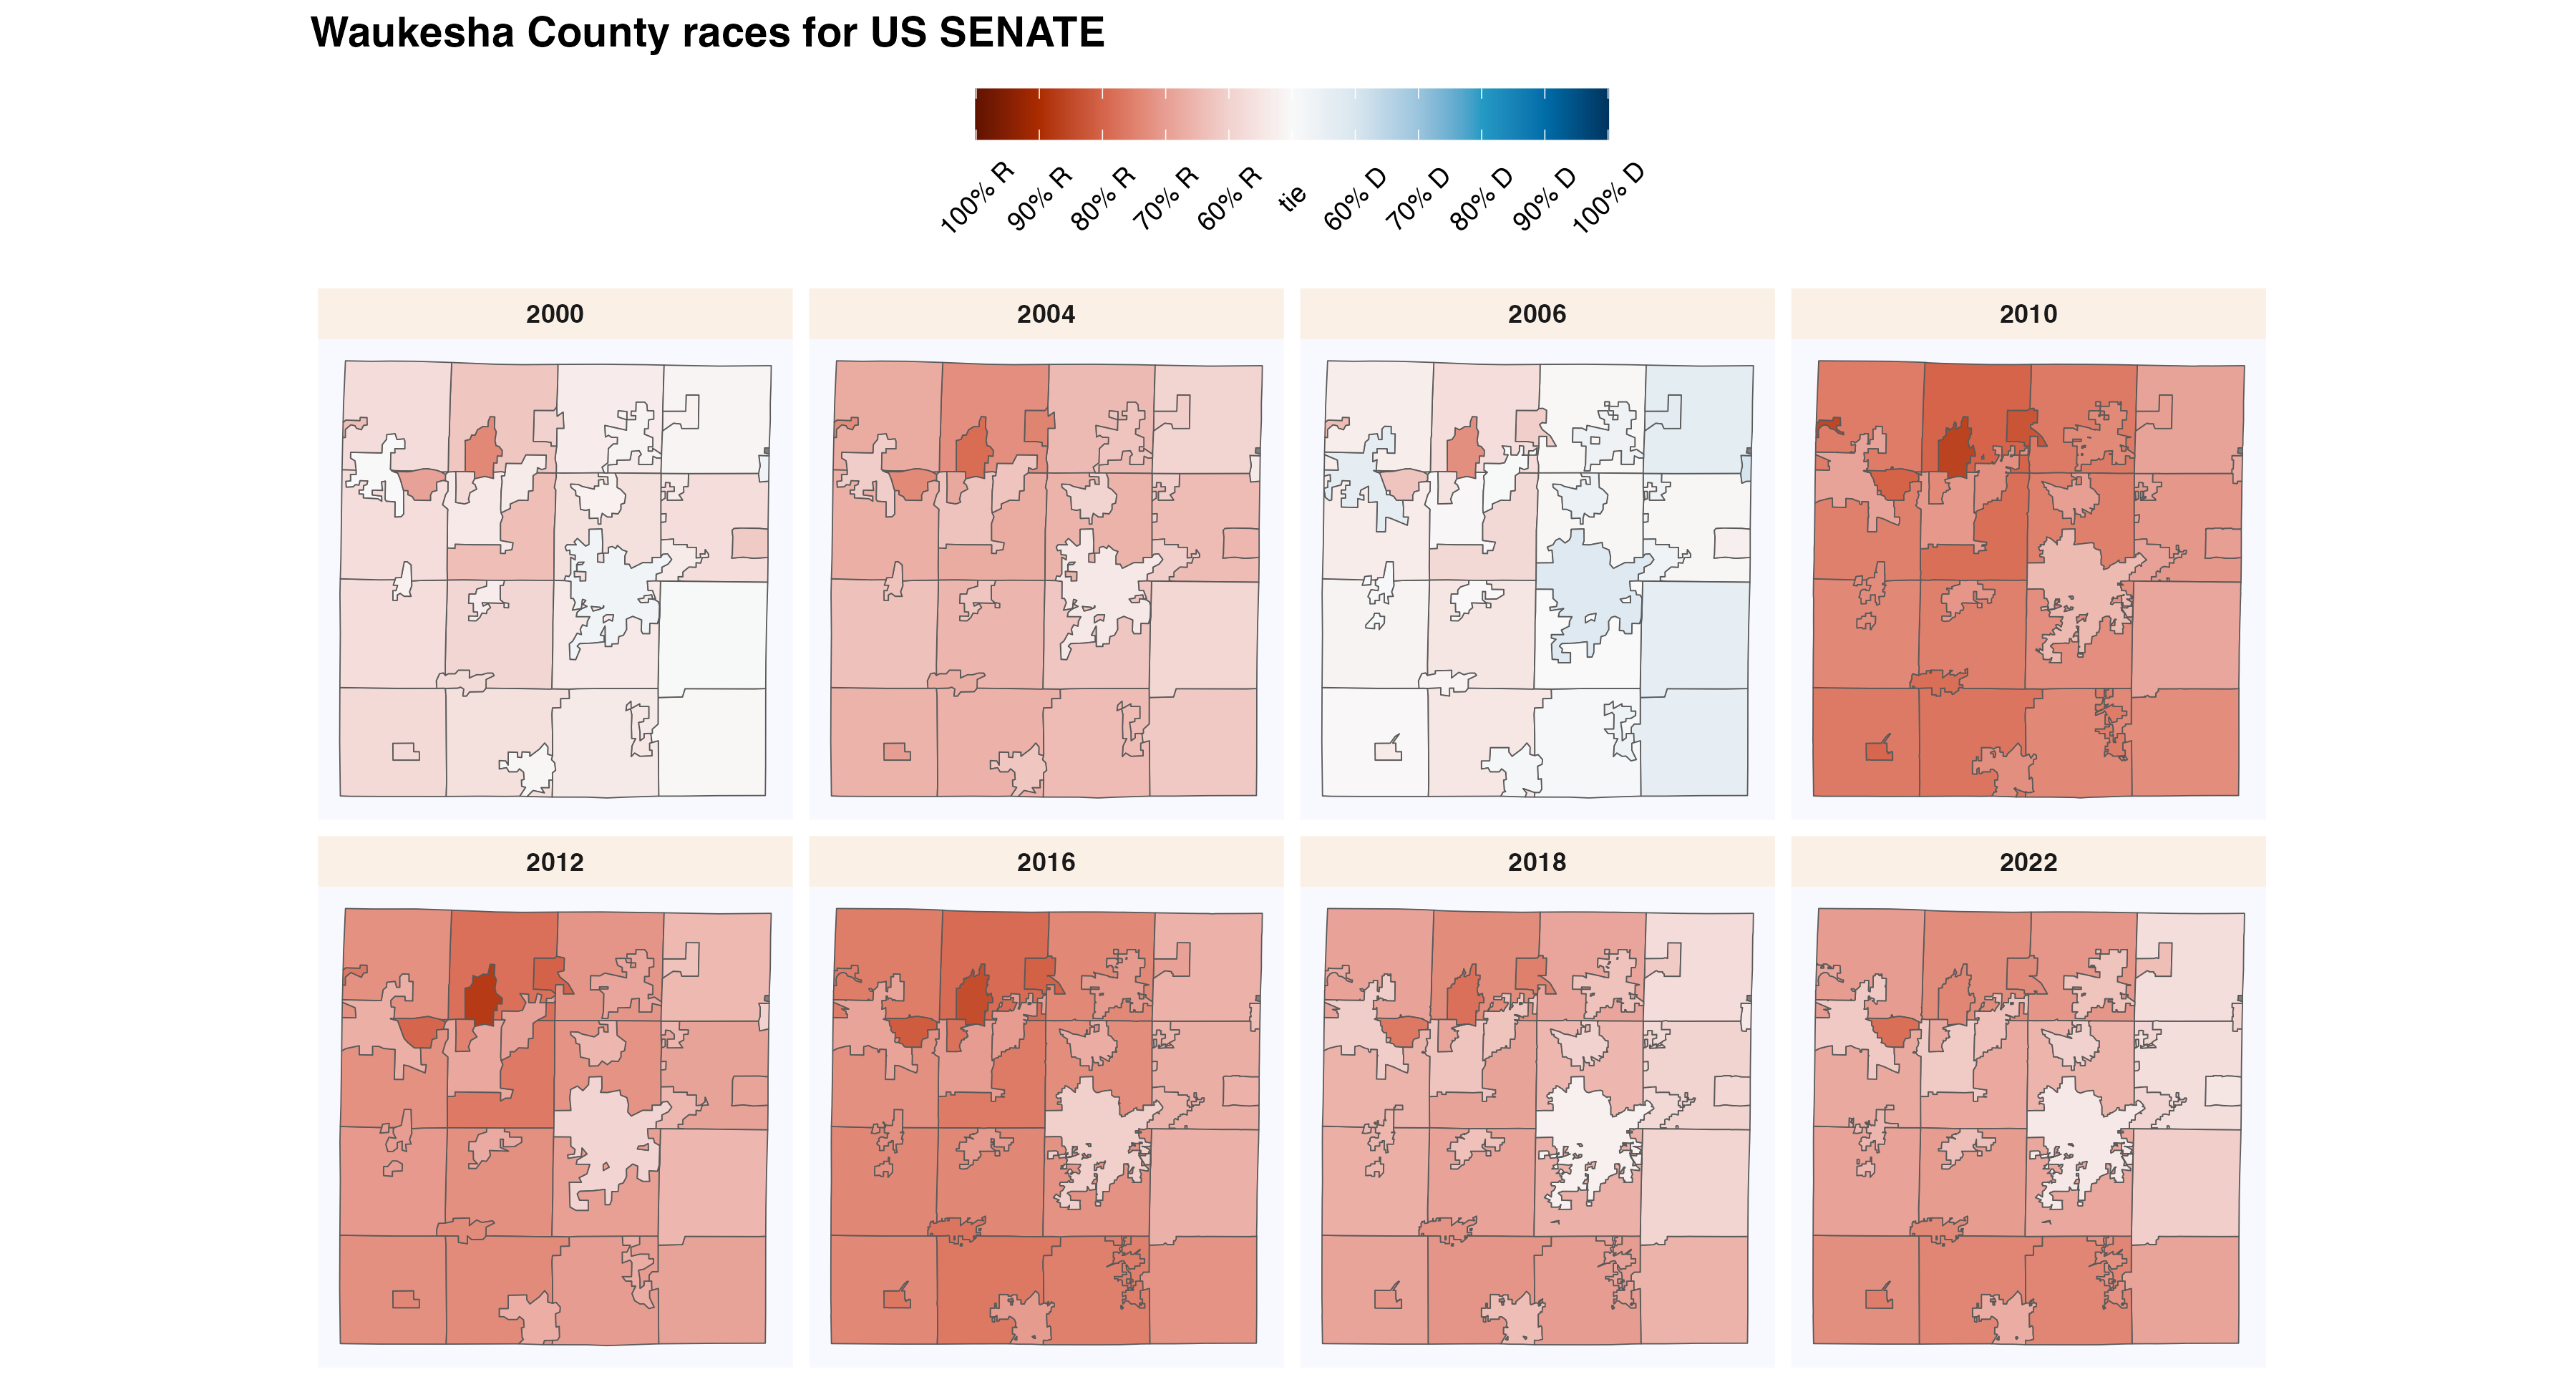 Waukesha County races for US SENATE
100% R
90% R
80% R
70% R
60% R
tie
60% D
70% D
80% D
90% D
100% D
2000
2004
2006
2010
2012
2016
2018
2022